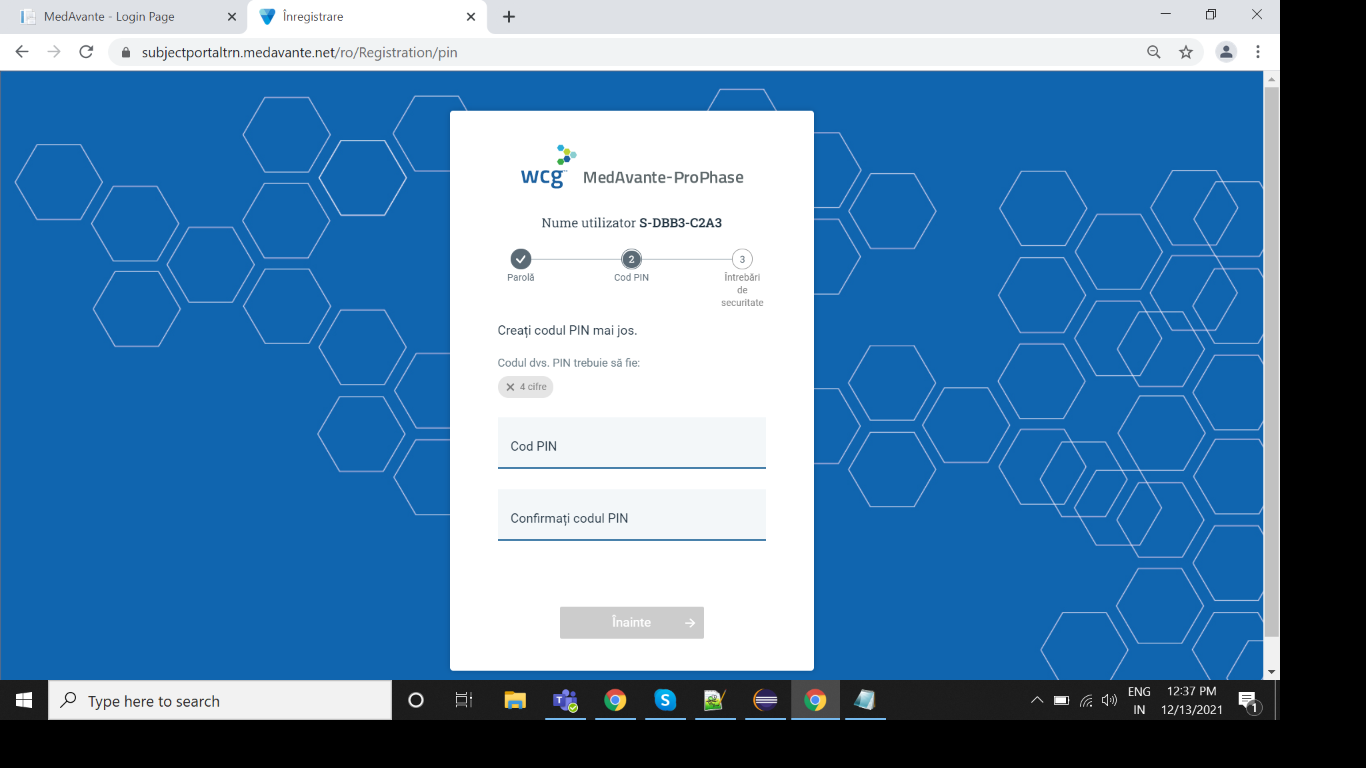 MedAvante - Login Page
Înregistrare
subjectportaltrn.medavante.net/ro/Registration/pin
wcg™ MedAvante-ProPhase
Nume utilizator S-DBB3-C2A3
2
3
Parolă
Cod PIN
Întrebări
de
securitate
Creați codul PIN mai jos.
Codul dvs. PIN trebuie să fie:
4 cifre
Cod PIN
Confirmați codul PIN
Înainte
Type here to search
ENG
IN
12:37 PM
12/13/2021
1